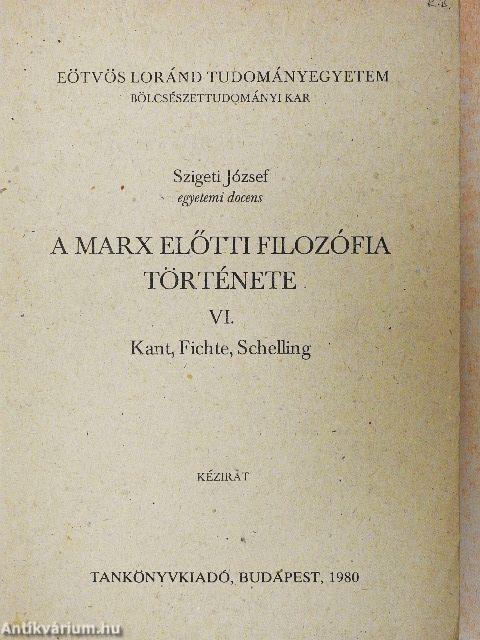 EÖTVÖS LORÁND TUDOMÁNYEGYETEM
BÖLCSÉSZETTUDOMÁNYI KAR
Szigeti József
egyetemi docens
A MARX ELŐTTI FILOZÓFIA
TÖRTÉNETE
VI.
Kant, Fichte, Schelling
KÉZIRAT
TANKÖNYVKIADÓ, BUDAPEST, 1980
Antikvárium.hu